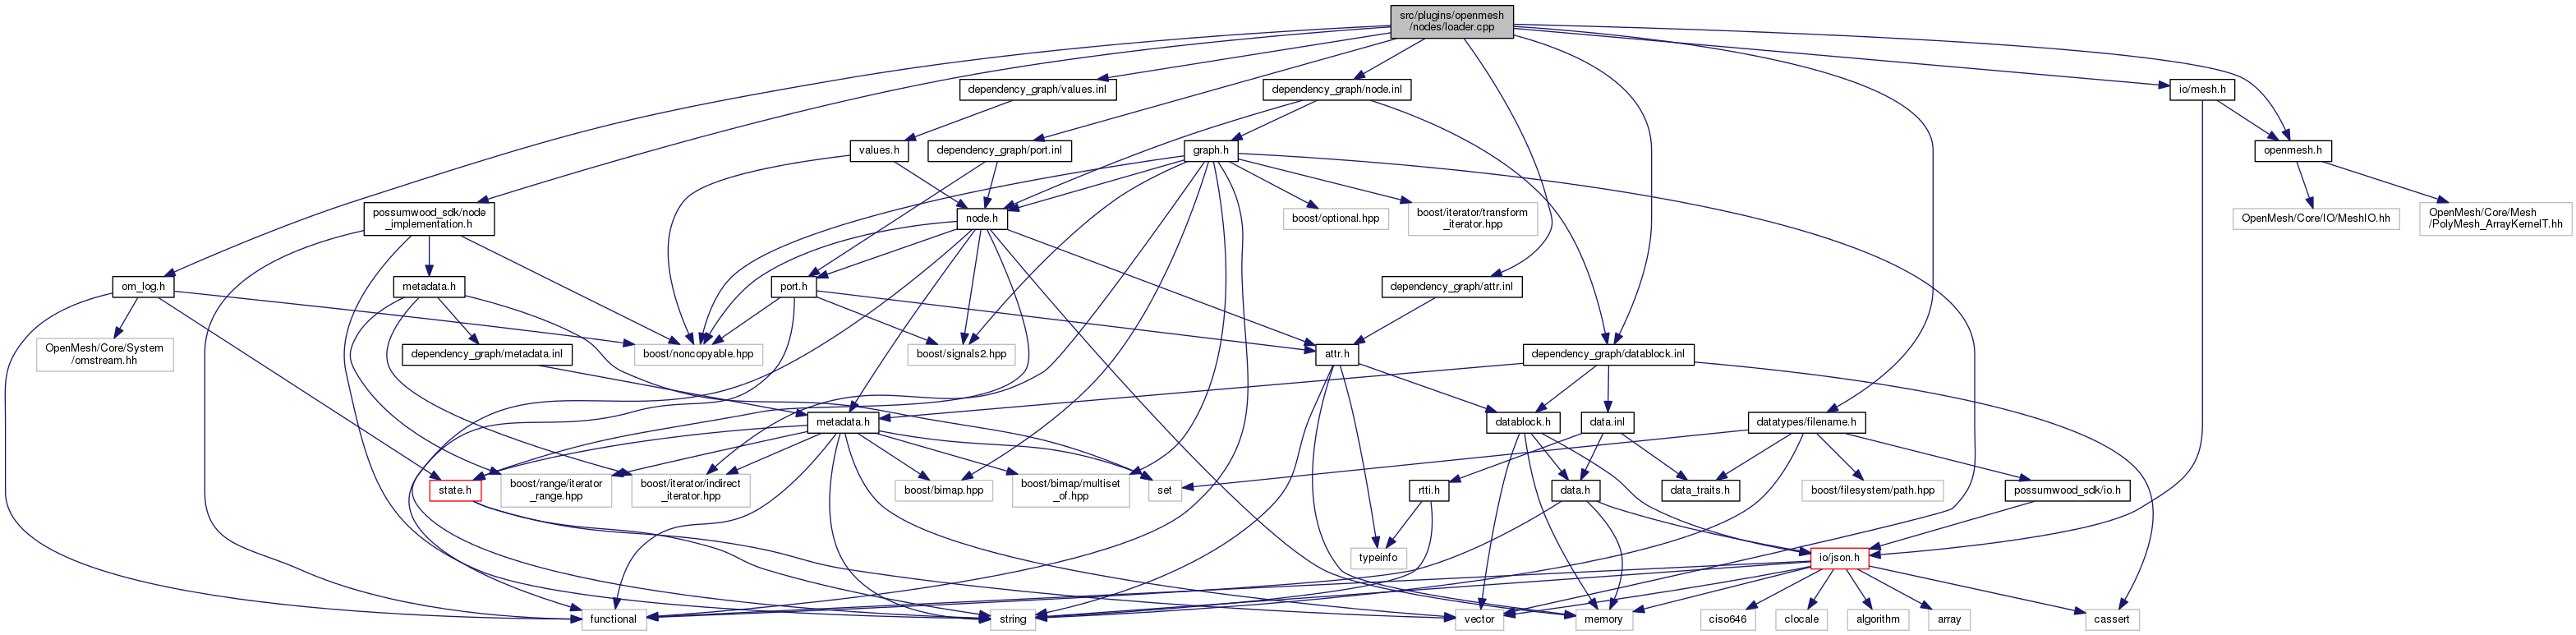 src/plugins/openmesh
/nodes/loader.cpp
dependency_graph/values.inl
dependency_graph/node.inl
io/mesh.h
values.h
dependency_graph/port.inl
graph.h
openmesh.h
possumwood_sdk/node
_implementation.h
node.h
boost/optional.hpp
boost/iterator/transform
_iterator.hpp
OpenMesh/Core/IO/MeshIO.hh
OpenMesh/Core/Mesh
/PolyMesh_ArrayKernelT.hh
om_log.h
metadata.h
port.h
dependency_graph/attr.inl
OpenMesh/Core/System
/omstream.hh
dependency_graph/metadata.inl
boost/noncopyable.hpp
boost/signals2.hpp
attr.h
dependency_graph/datablock.inl
metadata.h
datablock.h
data.inl
datatypes/filename.h
state.h
boost/range/iterator
_range.hpp
boost/iterator/indirect
_iterator.hpp
boost/bimap.hpp
boost/bimap/multiset
_of.hpp
set
rtti.h
data.h
data_traits.h
boost/filesystem/path.hpp
possumwood_sdk/io.h
typeinfo
io/json.h
functional
string
vector
memory
ciso646
clocale
algorithm
array
cassert